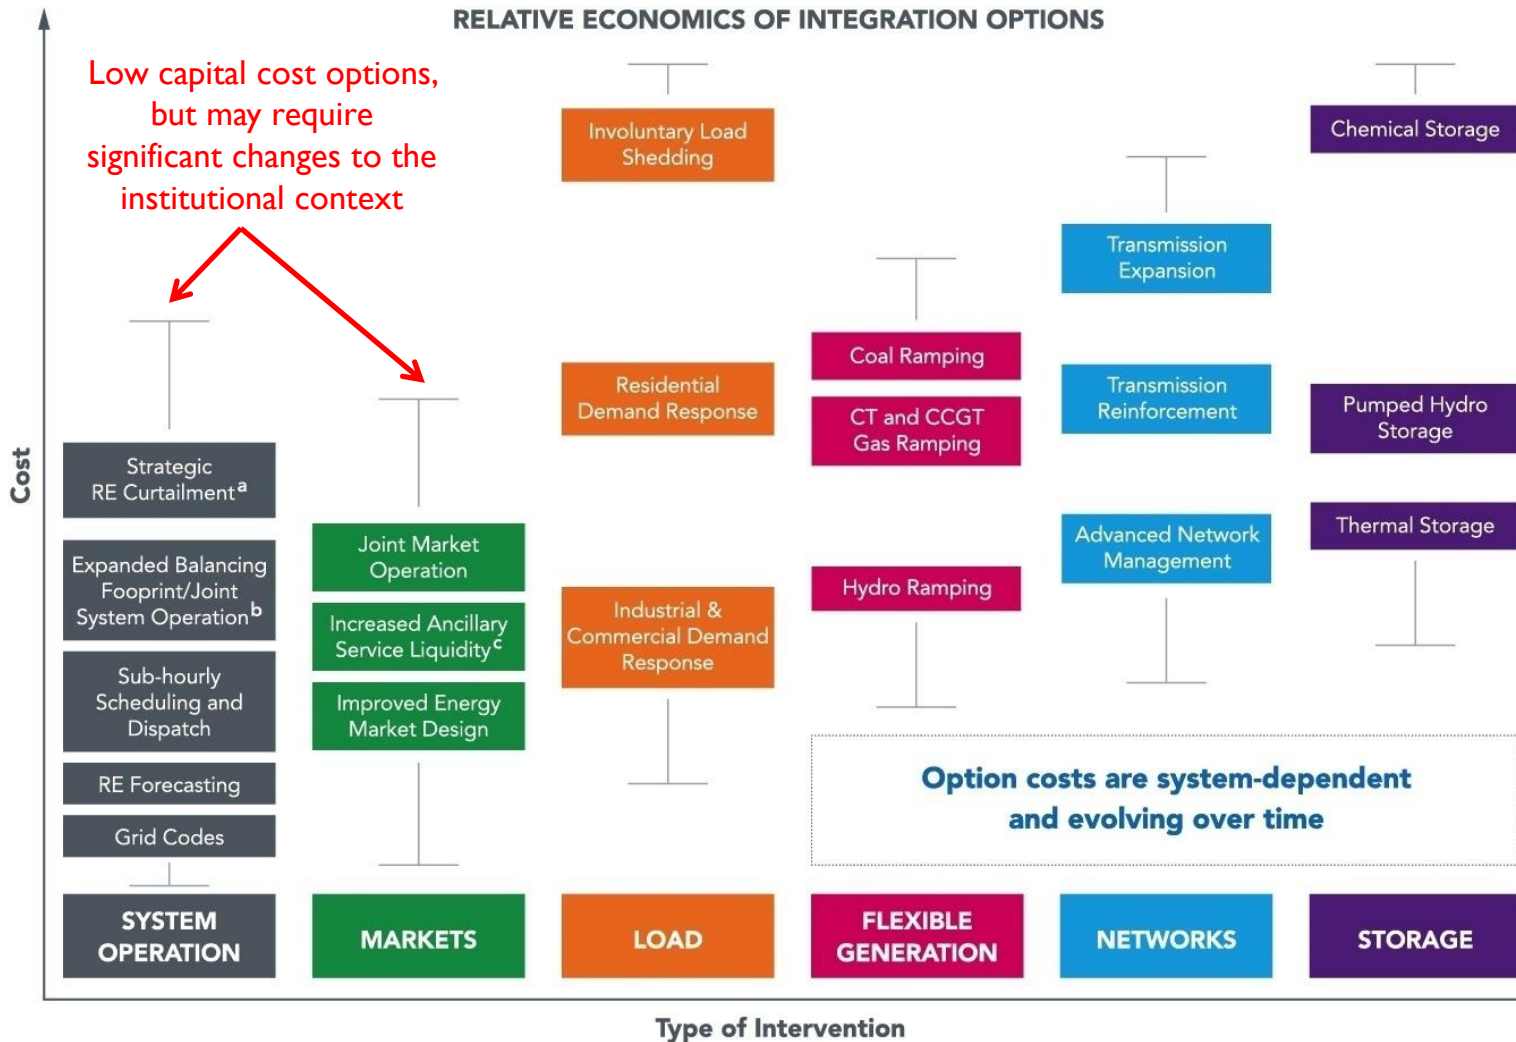 RELATIVE ECONOMICS OF INTEGRATION OPTIONS
Low capital cost options,
but may require
significant changes to the
institutional context
Cost
Strategic
RE Curtailment a
Expanded Balancing
Fooprint/Joint
System Operation b
Sub-hourly
Scheduling and
Dispatch
RE Forecasting
Grid Codes
SYSTEM
OPERATION
Joint Market
Operation
Increased Ancillary
Service Liquidity c
Improved Energy
Market Design
MARKETS
Involuntary Load
Shedding
Residential
Demand Response
Industrial &
Commercial Demand
Response
LOAD
Coal Ramping
CT and CCGT
Gas Ramping
Hydro Ramping
FLEXIBLE
GENERATION
Transmission
Expansion
Transmission
Reinforcement
Advanced Network
Management
NETWORKS
Chemical Storage
Pumped Hydro
Storage
Thermal Storage
STORAGE
Option costs are system-dependent
and evolving over time
Type of Intervention